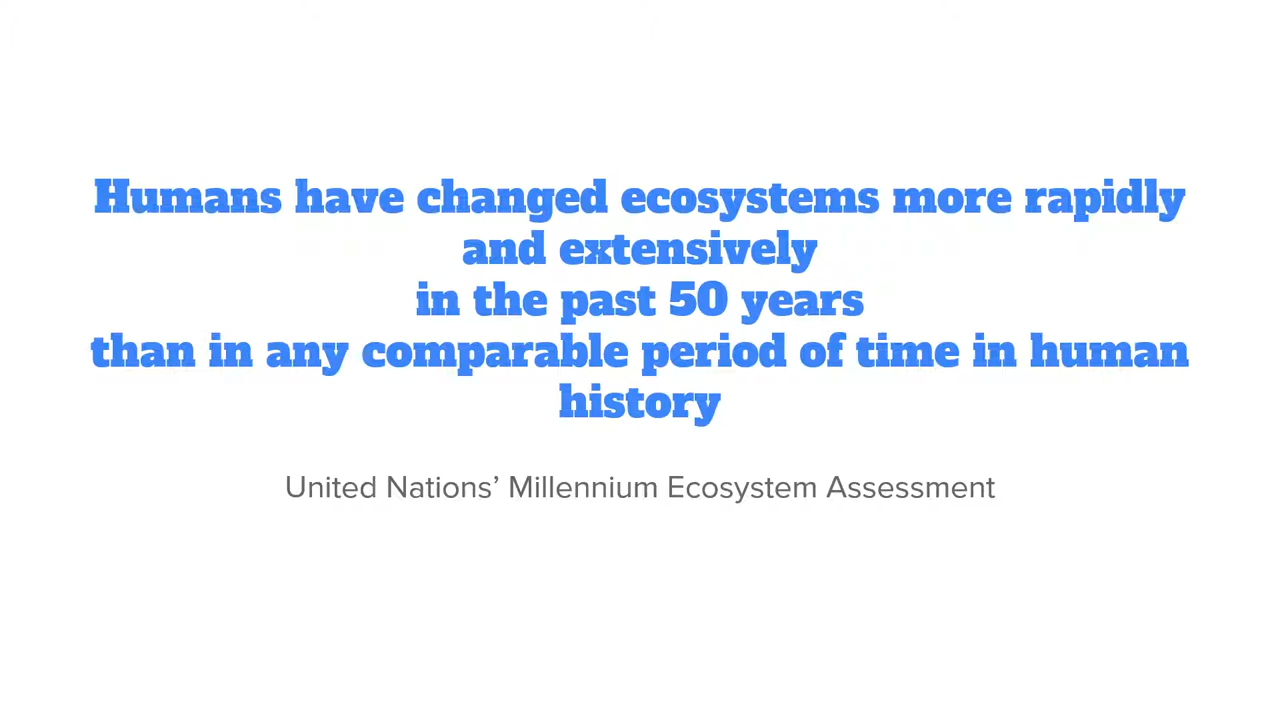 Humans have changed ecosystems more rapidly
and extensively
in the past 50 years
than in any comparable period of time in human
history
United Nations’ Millennium Ecosystem Assessment